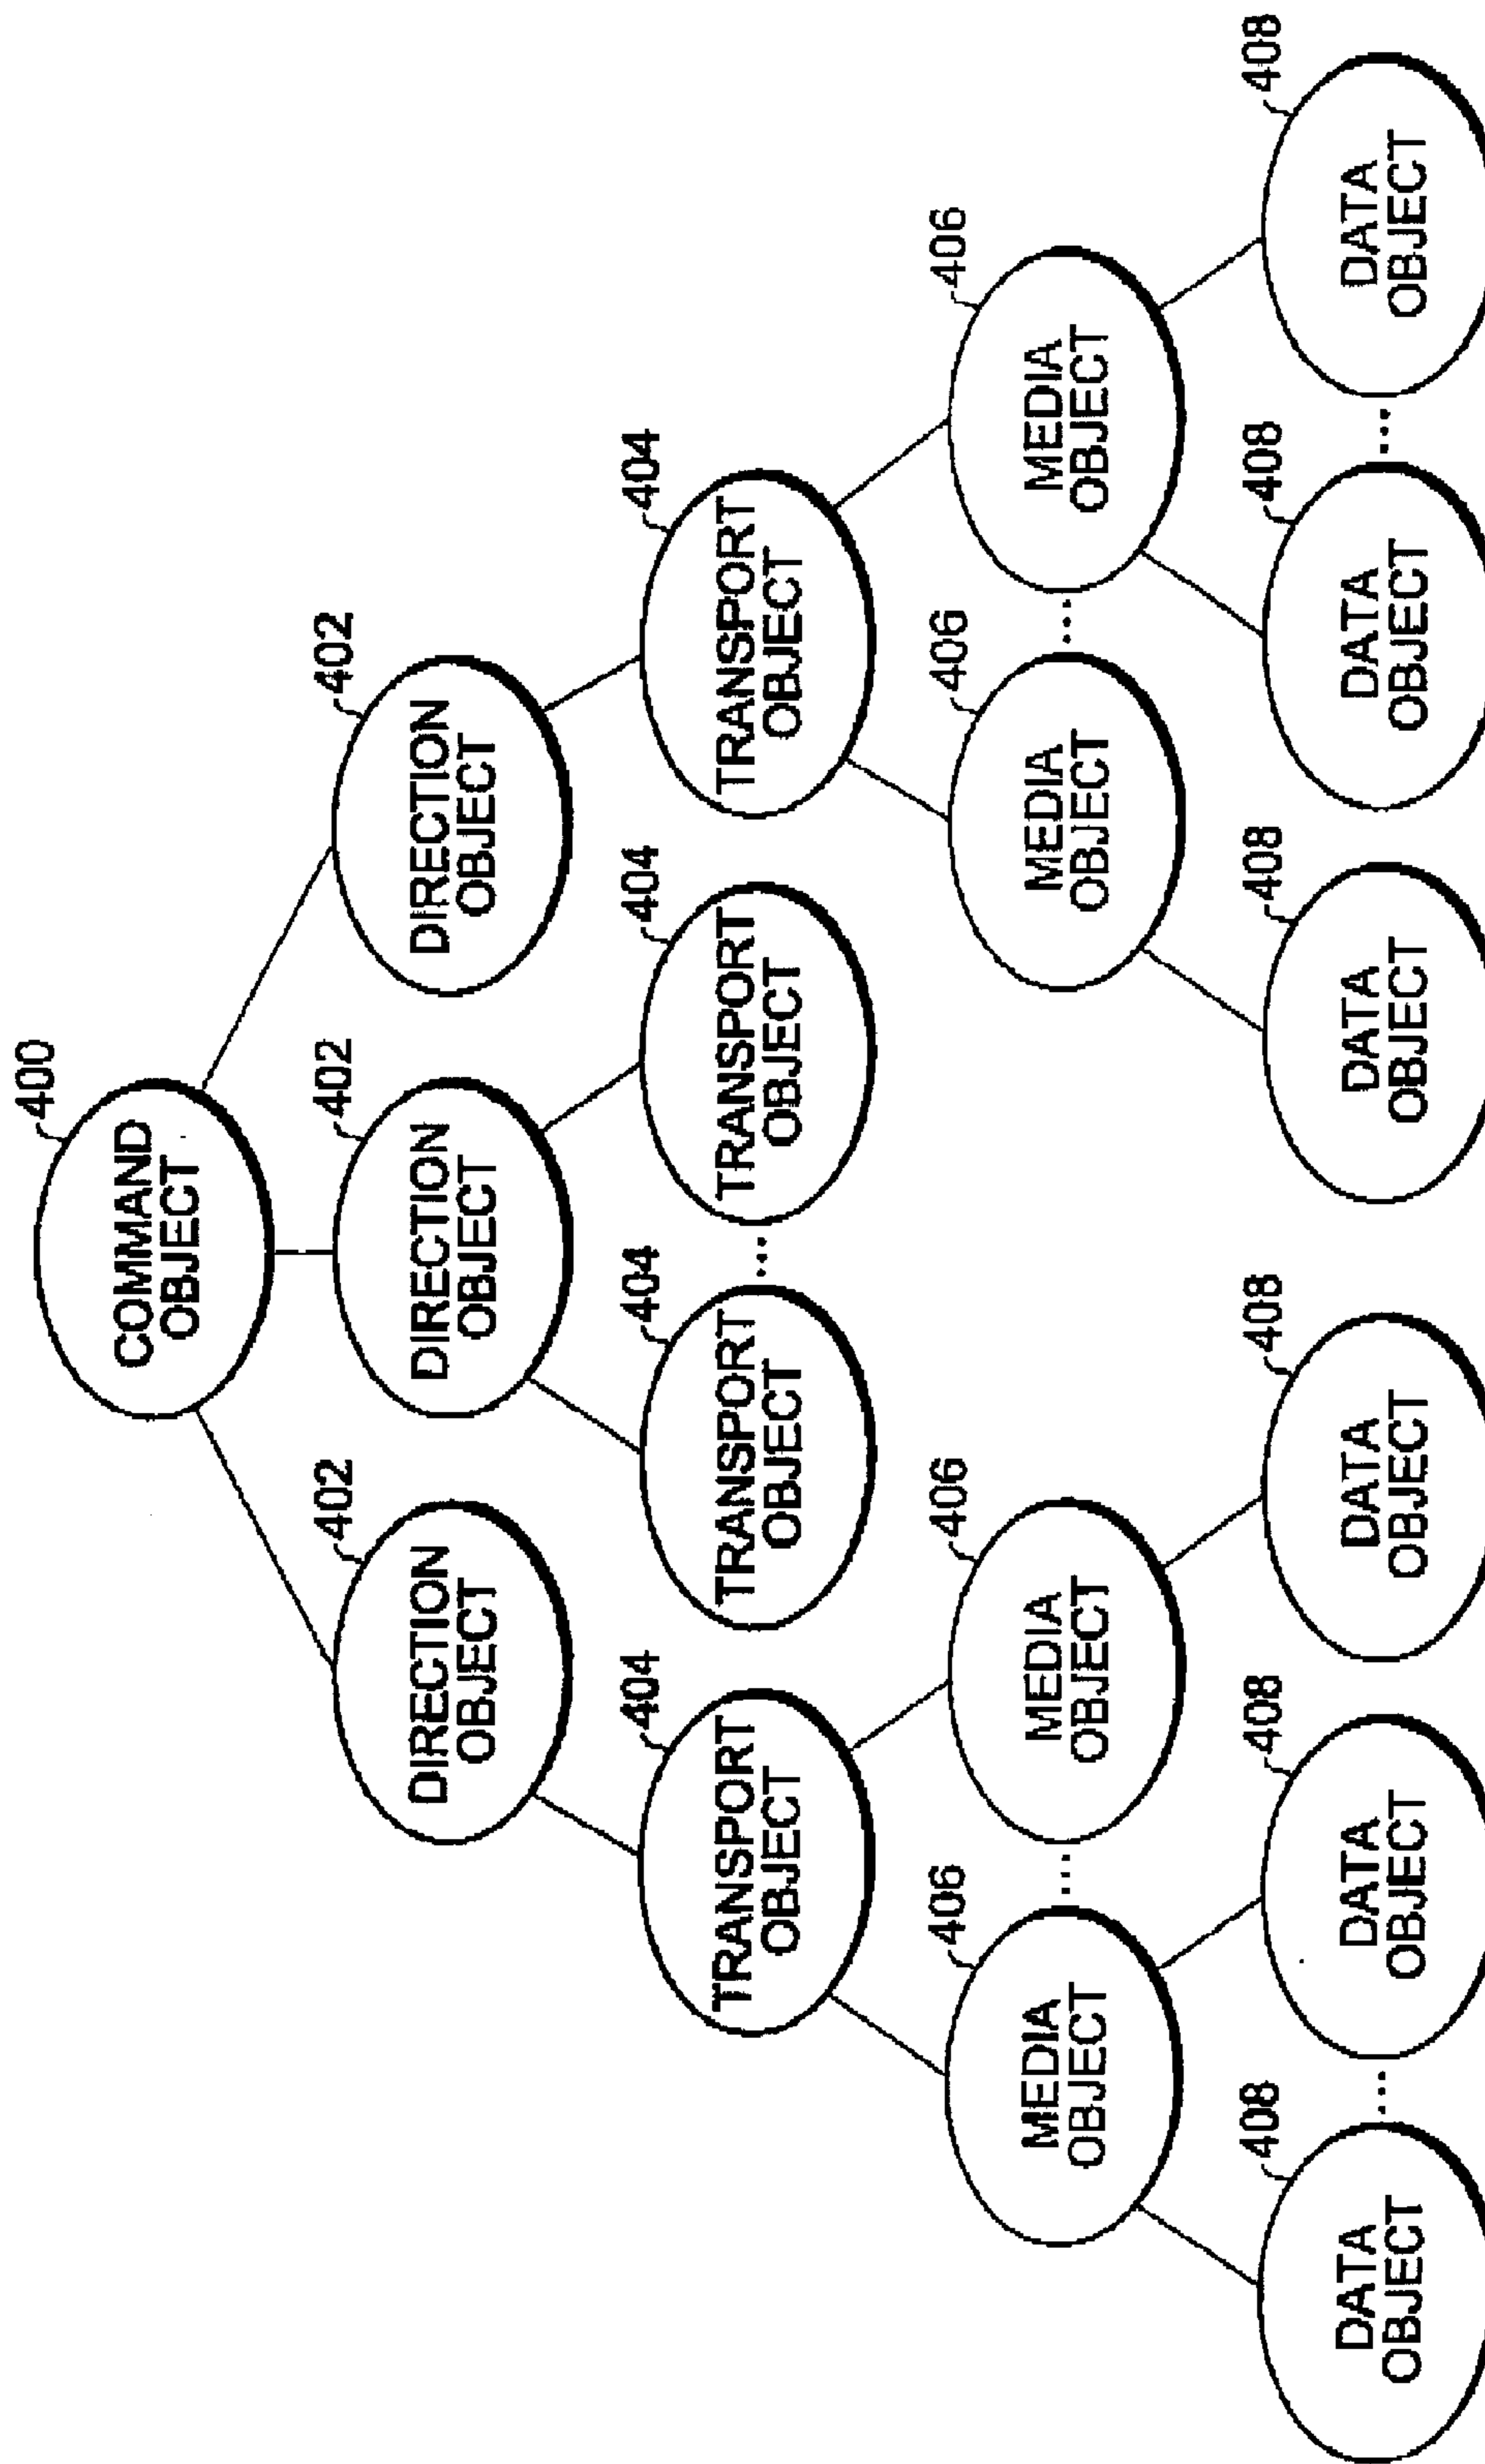 400
COMMAND
OBJECT
402
DIRECTION
OBJECT
402
DIRECTION
OBJECT
402
DIRECTION
OBJECT
404
TRANSPORT
OBJECT
404
TRANSPORT
OBJECT
...
404
TRANSPORT
OBJECT
404
TRANSPORT
OBJECT
406
MEDIA
OBJECT
...
406
MEDIA
OBJECT
406
MEDIA
OBJECT
...
406
MEDIA
OBJECT
408
DATA
OBJECT
...
408
DATA
OBJECT
408
DATA
OBJECT
408
DATA
OBJECT
408
DATA
OBJECT
...
408
DATA
OBJECT